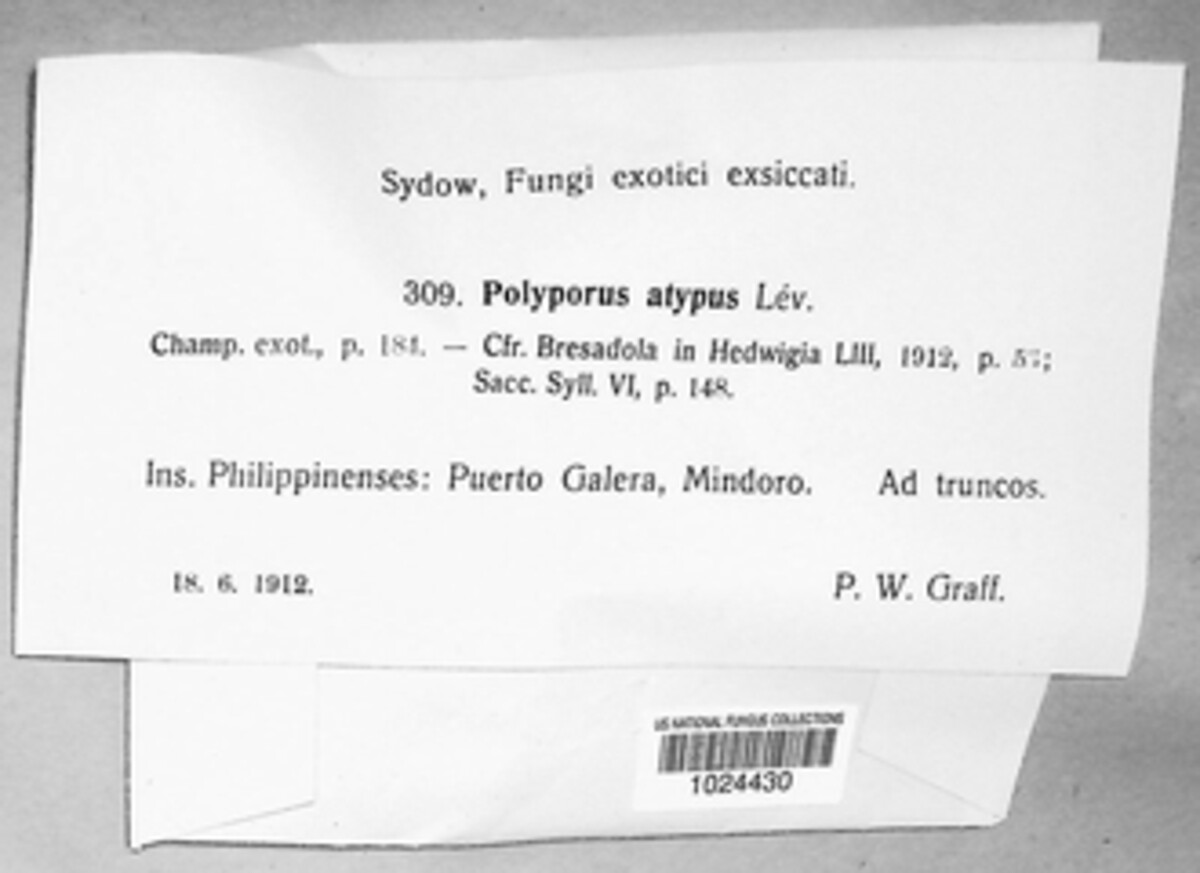 Sydow, Fungi exotici exsiccati.
309. Polyporus atypus Lév.
Champ. exot., p. 184. — Cfr. Bresadola in Hedwigia LIII, 1912, p.
Sacc. Syll. VI, p. 148.
Ins. Philippinenses: Puerto Galera, Mindoro. Ad truncos.
18. 6. 1912. P. W. Graff.
US NATIONAL FUNGUS COLLECTIONS
1024430